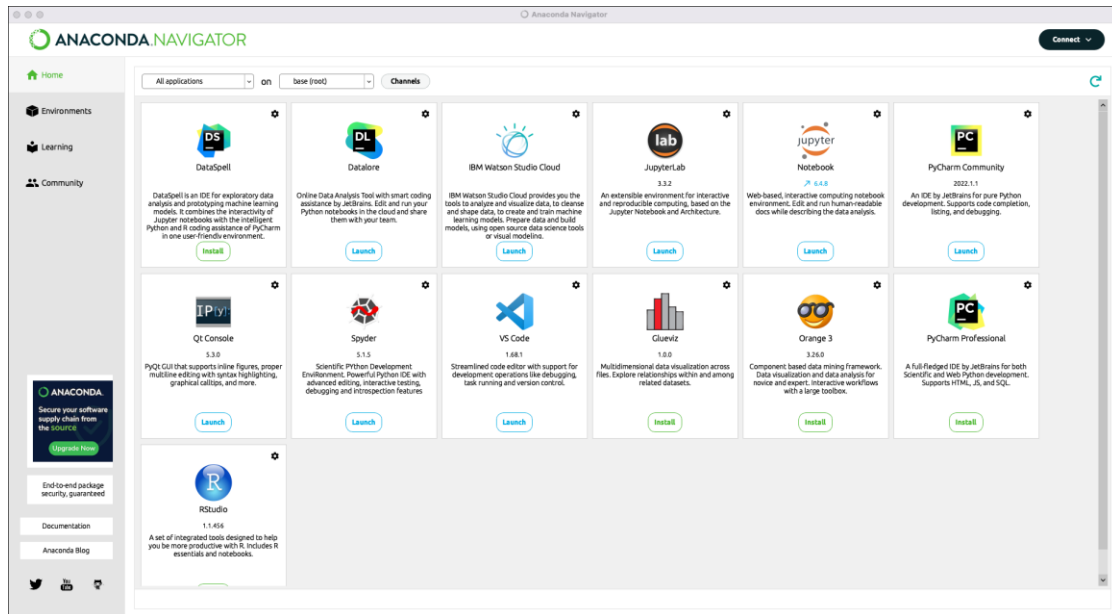 Anaconda Navigator
ANACONDA.NAVIGATOR
Connect
Home
Environments
Learning
Community
All applications
on
base (root)
Channels
DS
DataSpell
DataSpell is an IDE for exploratory data
analysis and prototyping machine learning
models. It combines the interactivity of
Jupyter notebooks with the intelligent
Python and R coding assistance of PyCharm
in one user-friendly environment.
Install
DL
Datalore
Online Data Analysis Tool with smart coding
assistance by JetBrains. Edit and run your
Python notebooks in the cloud and share
them with your team.
Launch
IBM Watson Studio Cloud
IBM Watson Studio Cloud provides you the
tools to analyze and visualize data, to cleanse
and shape data, to create and train machine
learning models. Prepare data and build
models, using open source data science tools
or visual modeling.
Launch
lab
JupyterLab
3.3.2
An extensible environment for interactive
and reproducible computing, based on the
Jupyter Notebook and Architecture.
Launch
jupyter
Notebook
6.4.8
Web-based, interactive computing notebook
environment. Edit and run human-readable
docs while describing the data analysis.
Launch
PC
PyCharm Community
2022.1.1
An IDE by JetBrains for pure Python
development. Supports code completion,
listing, and debugging.
Launch
IP[y]:
Qt Console
5.3.0
PyQt GUI that supports inline figures, proper
multiline editing with syntax highlighting,
graphical calltips, and more.
Launch
Spyder
5.1.5
Scientific PYthon Development
EnviRonment. Powerful Python IDE with
advanced editing, interactive testing,
debugging and introspection features
Launch
VS Code
1.68.1
Streamlined code editor with support for
development operations like debugging,
task running and version control.
Launch
Glueviz
1.0.0
Multidimensional data visualization across
files. Explore relationships within and among
related datasets.
Install
Orange 3
3.26.0
Component based data mining framework.
Data visualization and data analysis for
novice and expert. Interactive workflows
with a large toolbox.
Install
PC
PyCharm Professional
A full-fledged IDE by JetBrains for both
Scientific and Web Python development.
Supports HTML, JS, and SQL.
Install
R
RStudio
1.1.456
A set of integrated tools designed to help
you be more productive with R. Includes R
essentials and notebooks.
ANACONDA.
Secure your software
supply chain from
the source
Upgrade Now
End-to-end package
security, guaranteed
Documentation
Anaconda Blog
You
Tube